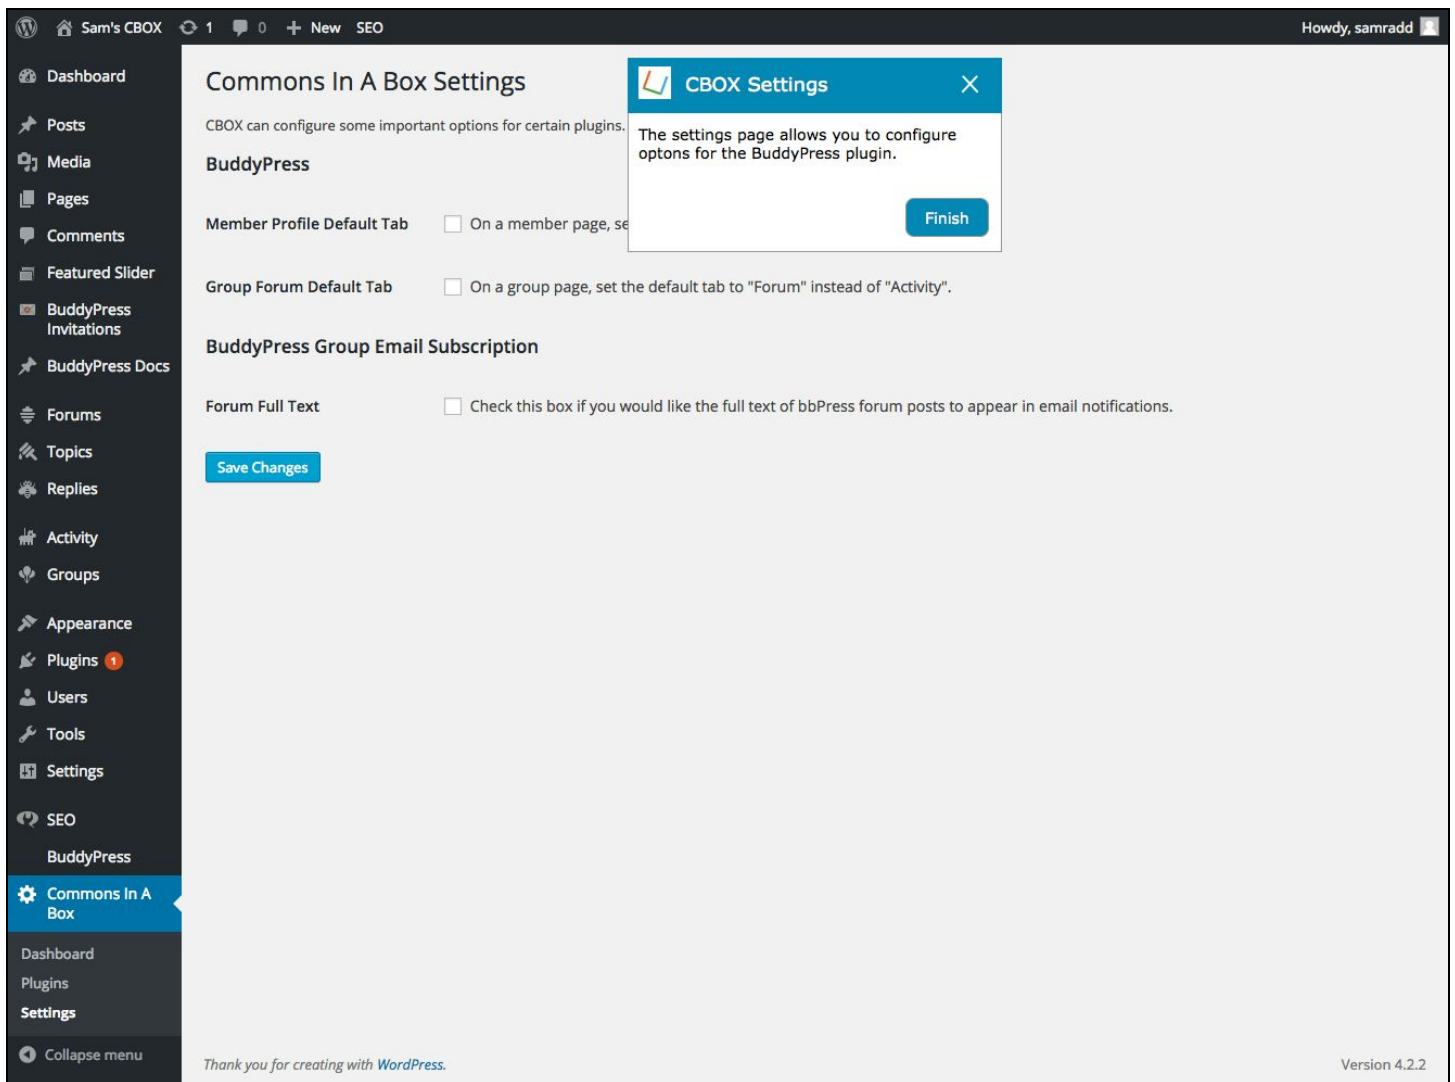 Sam's CBOX 1 0 New SEO Howdy, samradd
Dashboard
Posts
Media
Pages
Comments
Featured Slider
BuddyPress
Invitations
BuddyPress Docs
Forums
Topics
Replies
Activity
Groups
Appearance
Plugins 1
Users
Tools
Settings
SEO
BuddyPress
Commons In A
Box
Dashboard
Plugins
Settings
Collapse menu
Commons In A Box Settings
CBOX can configure some important options for certain plugins.
BuddyPress
Member Profile Default Tab On a member page, se
Group Forum Default Tab On a group page, set the default tab to "Forum" instead of "Activity".
BuddyPress Group Email Subscription
Forum Full Text Check this box if you would like the full text of bbPress forum posts to appear in email notifications.
Save Changes
CBOX Settings
The settings page allows you to configure
optons for the BuddyPress plugin.
Finish
Thank you for creating with WordPress. Version 4.2.2